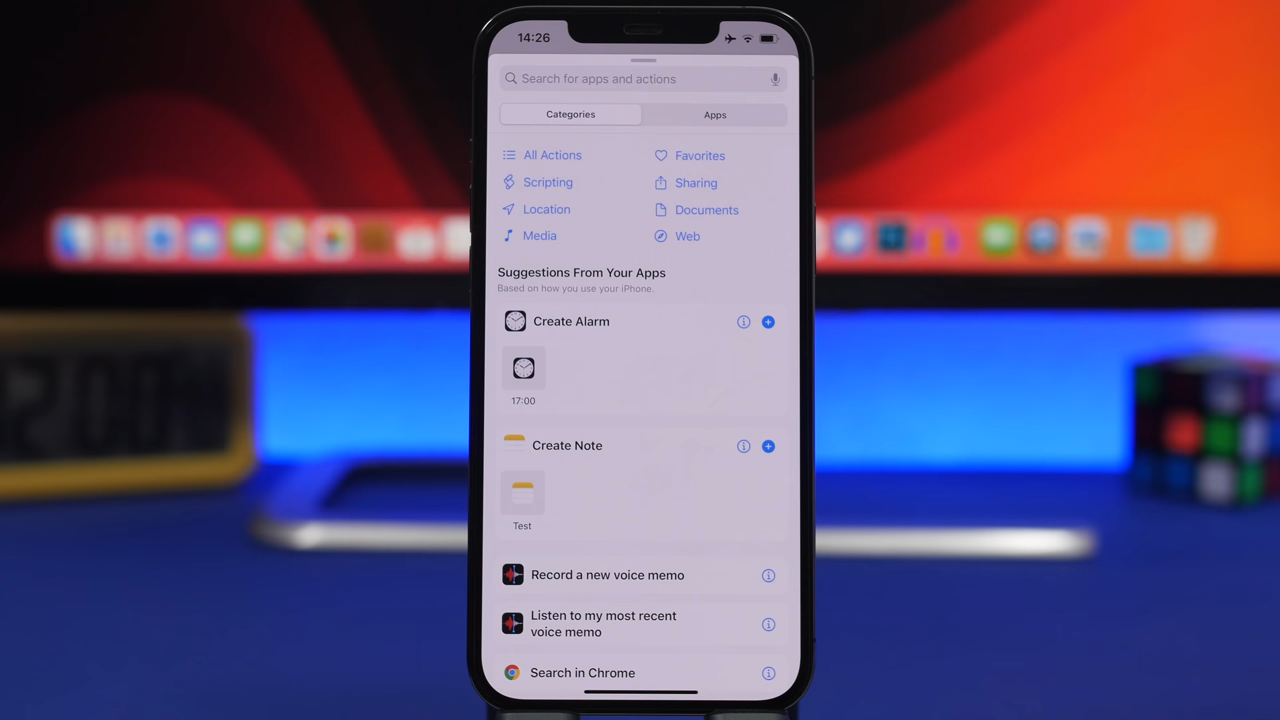 14:26
Search for apps and actions
Categories
Apps
All Actions
Favorites
Scripting
Sharing
Location
Documents
Media
Web
Suggestions From Your Apps
Based on how you use your iPhone.
Create Alarm
17:00
Create Note
Test
Record a new voice memo
Listen to my most recent
voice memo
Search in Chrome